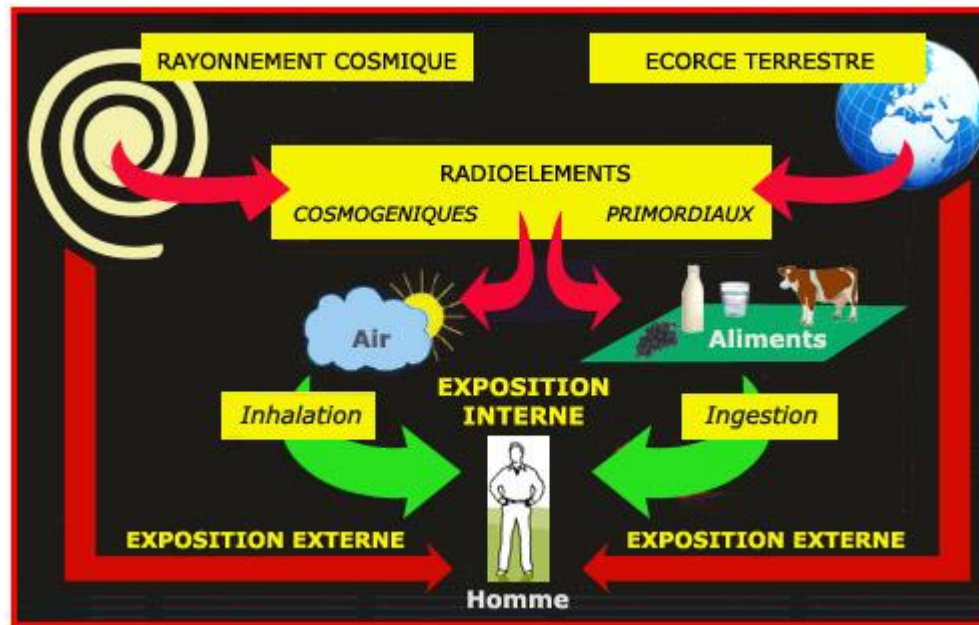 RAYONNEMENT COSMIQUE
ECORCE TERRESTRE
RADIOELEMENTS
COSMOGENIQUES
PRIMORDIAUX
Air
Aliments
EXPOSITION
INTERNE
Inhalation
Ingestion
EXPOSITION EXTERNE
EXPOSITION EXTERNE
Homme